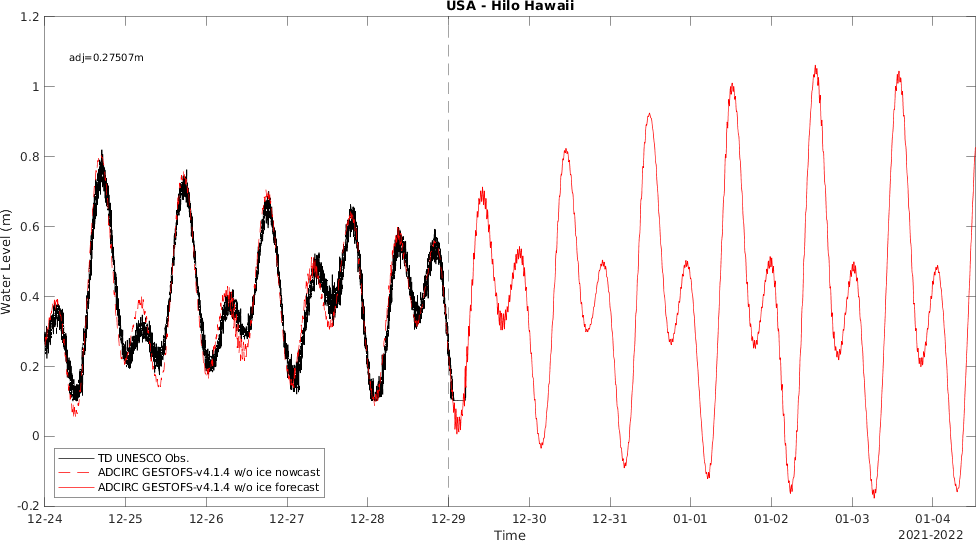 USA - Hilo Hawaii
adj=0.27507m
1.2
1
0.8
0.6
0.4
0.2
0
-0.2
Water Level (m)
TD UNESCO Obs.
ADCIRC GESTOFS-v4.1.4 w/o ice nowcast
ADCIRC GESTOFS-v4.1.4 w/o ice forecast
12-24 12-25 12-26 12-27 12-28 12-29 12-30 12-31 01-01 01-02 01-03 01-04
Time
2021-2022